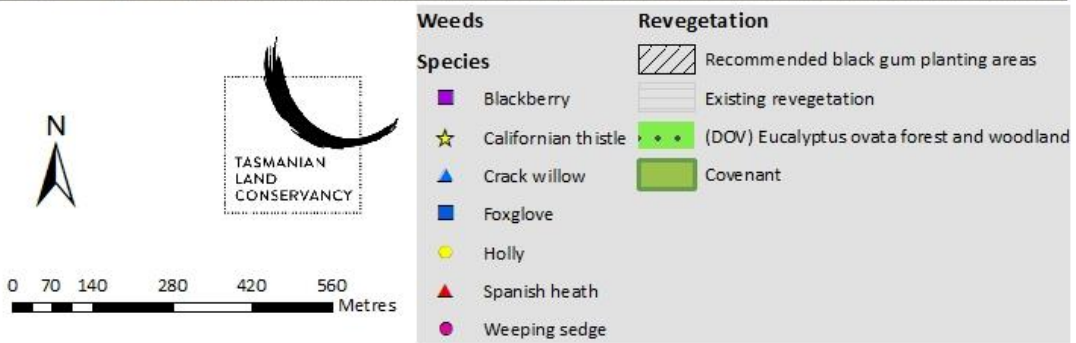 N
TASMANIAN
LAND
CONSERVANCY
0 70 140 280 420 560
Metres
Weeds
Species
Blackberry
Californian thistle
Crack willow
Foxglove
Holly
Spanish heath
Weeping sedge
Revegetation
Recommended black gum planting areas
Existing revegetation
(DOV) Eucalyptus ovata forest and woodland
Covenant